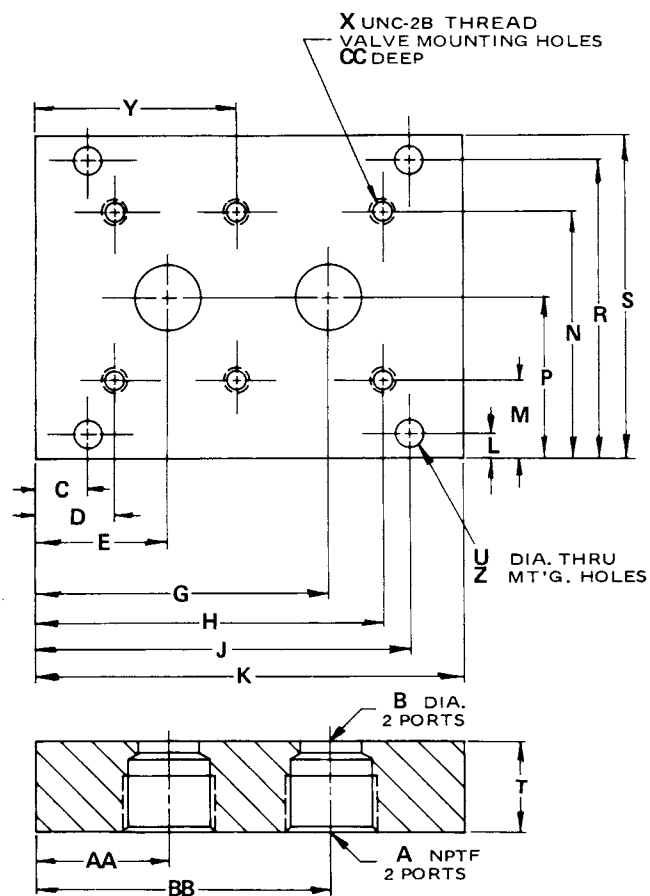 X UNC-2B THREAD
VALVE MOUNTING HOLES
CC DEEP
Y
S
R
N
P
M
L
C
D
E
U DIA. THRU
Z MT'G. HOLES
G
H
J
K
B DIA.
2 PORTS
T
AA
A NPTF
2 PORTS
BB